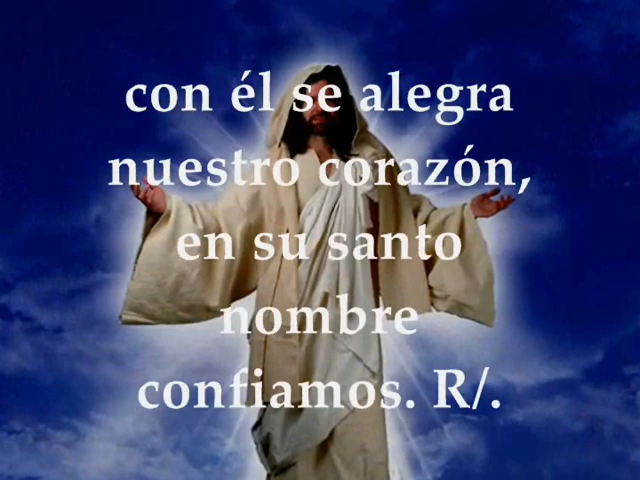 con él se alegra
nuestro corazón,
en su santo
nombre
confiamos. R/.